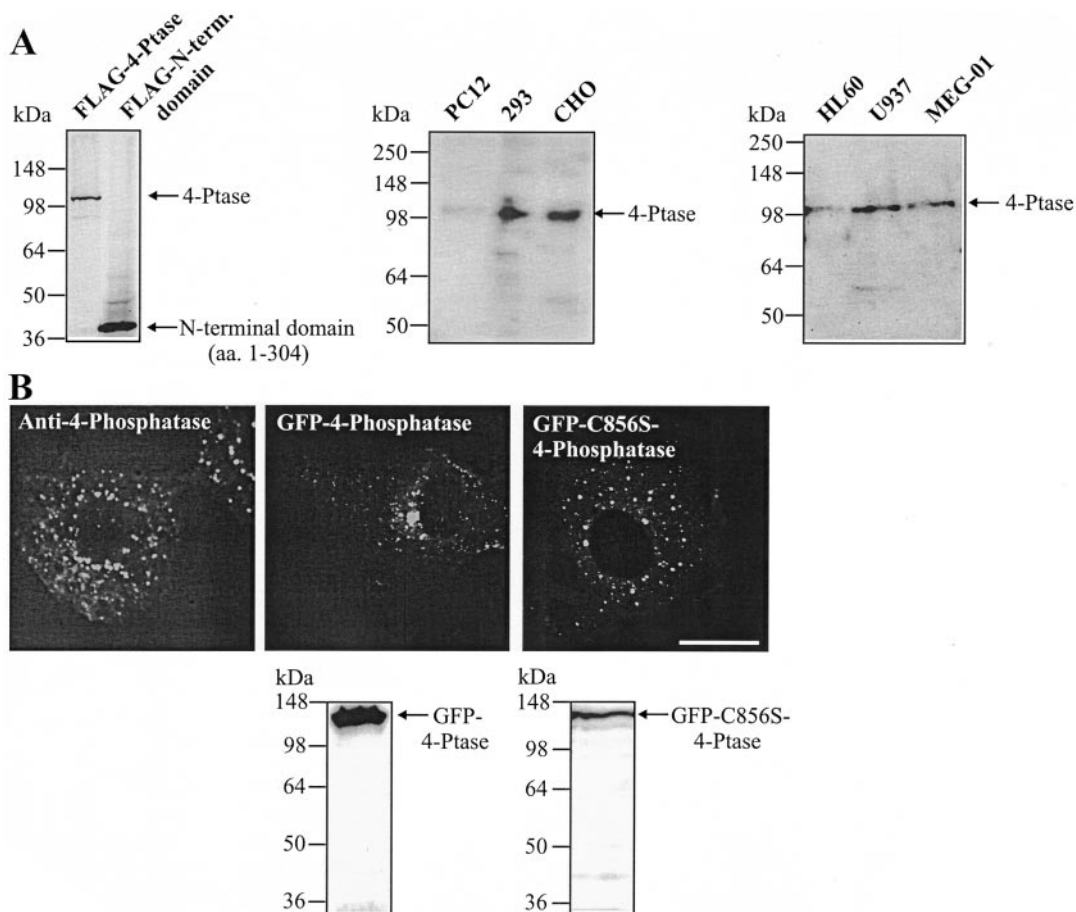 A
FLAG-4-Ptase
FLAG-N-term.
domain
kDa
148
98
64
50
36
4-Ptase
N-terminal domain
(aa. 1-304)
PC12
293
CHO
kDa
250
148
98
64
50
4-Ptase
HL60
U937
MEG-01
kDa
250
148
98
64
50
4-Ptase
B
Anti-4-Phosphatase
GFP-4-Phosphatase
GFP-C856S-
4-Phosphatase
kDa
148
98
64
50
36
GFP-
4-Ptase
kDa
148
98
64
50
36
GFP-C856S-
4-Ptase